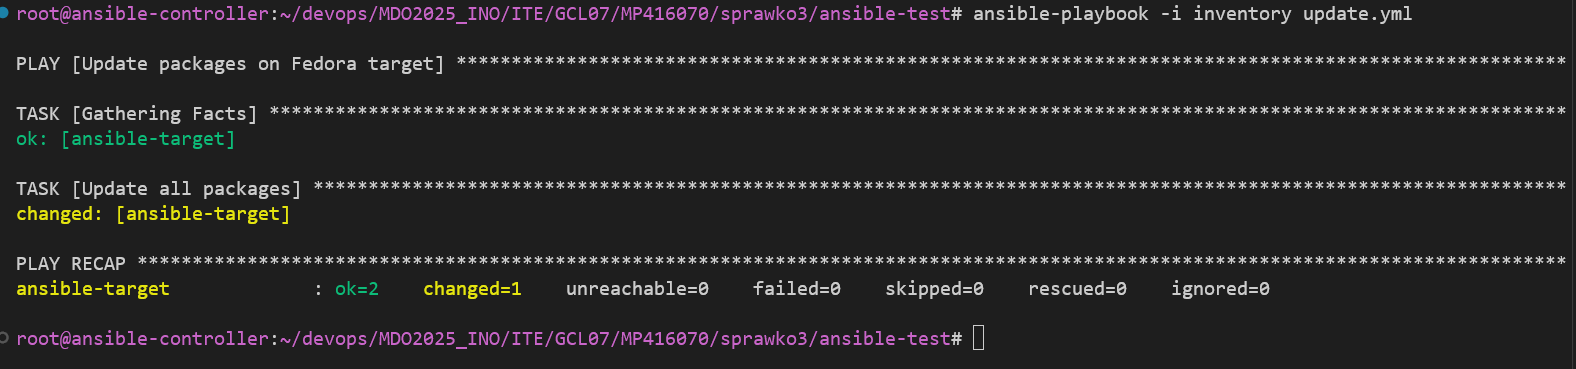 root@ansible-controller:~/devops/MDO2025_INO/ITE/GCL07/MP416070/sprawko3/ansible-test# ansible-playbook -i inventory update.yml
PLAY [Update packages on Fedora target] *****************************************************************************************************
TASK [Gathering Facts] **********************************************************************************************************************
ok: [ansible-target]
TASK [Update all packages] ******************************************************************************************************************
changed: [ansible-target]
PLAY RECAP **********************************************************************************************************************************
ansible-target             : ok=2    changed=1    unreachable=0    failed=0    skipped=0    rescued=0    ignored=0
root@ansible-controller:~/devops/MDO2025_INO/ITE/GCL07/MP416070/sprawko3/ansible-test#